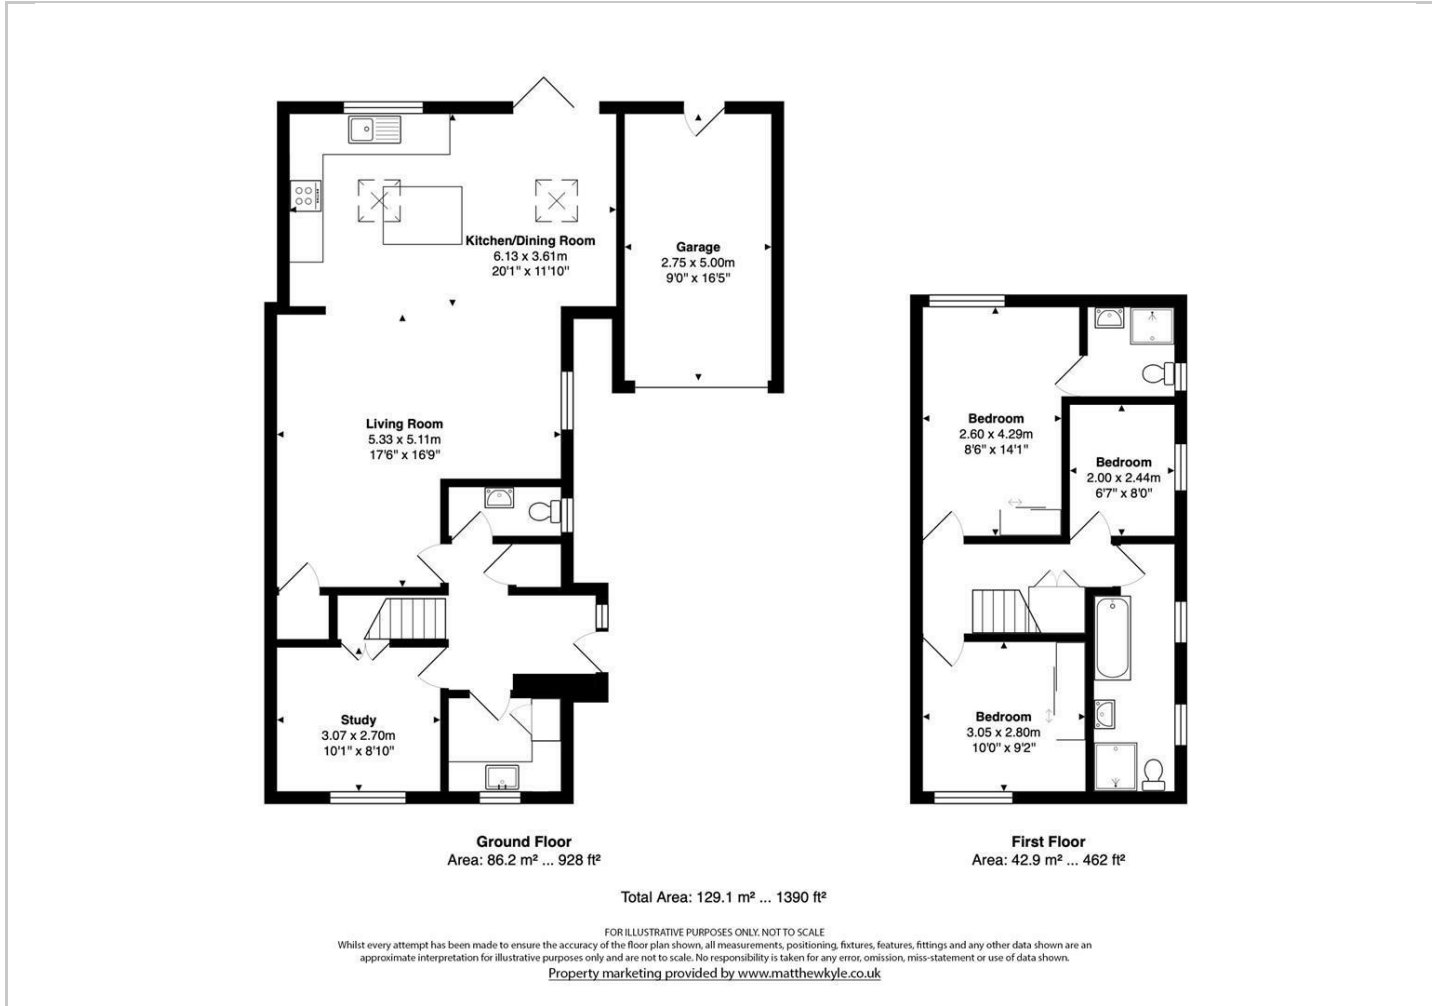 Kitchen/Dining Room
6.13 x 3.61m
20'1" x 11'10"
Garage
2.75 x 5.00m
9'0" x 16'5"
Living Room
5.33 x 5.11m
17'6" x 16'9"
Study
3.07 x 2.70m
10'1" x 8'10"
Bedroom
2.60 x 4.29m
8'6" x 14'1"
Bedroom
2.00 x 2.44m
6'7" x 8'0"
Bedroom
3.05 x 2.80m
10'0" x 9'2"
Ground Floor
Area: 86.2 m² ... 928 ft²
First Floor
Area: 42.9 m² ... 462 ft²
Total Area: 129.1 m² ... 1390 ft²
FOR ILLUSTRATIVE PURPOSES ONLY. NOT TO SCALE
Whilst every attempt has been made to ensure the accuracy of the floor plan shown, all measurements, positioning, fixtures, features, fittings and any other data shown are an
approximate interpretation for illustrative purposes only and are not to scale. No responsibility is taken for any error, omission, miss-statement or use of data shown.
Property marketing provided by www.matthewkyle.co.uk